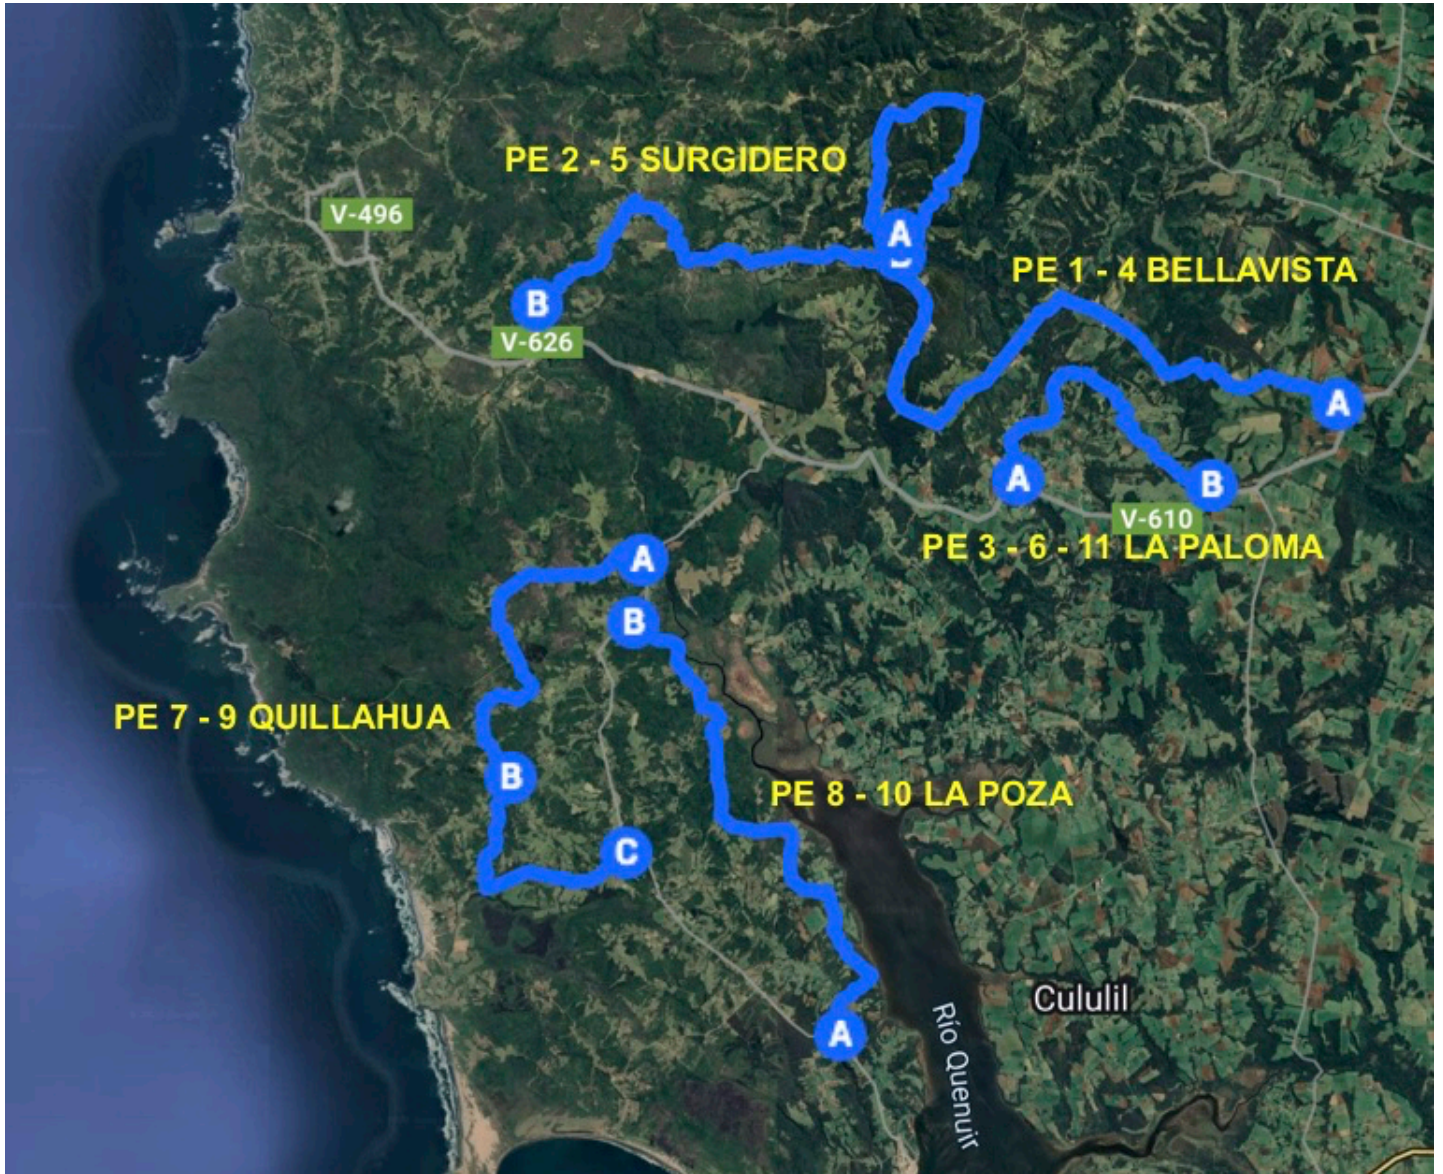 PE 2 - 5 SURGIDERO
V-496
A
PE 1 - 4 BELLAVISTA
B
V-626
A
A
B
V-610
PE 3 - 6 - 11 LA PALOMA
A
B
PE 7 - 9 QUILLAHUA
B
PE 8 - 10 LA POZA
C
Cululil
A
Río Quenuir